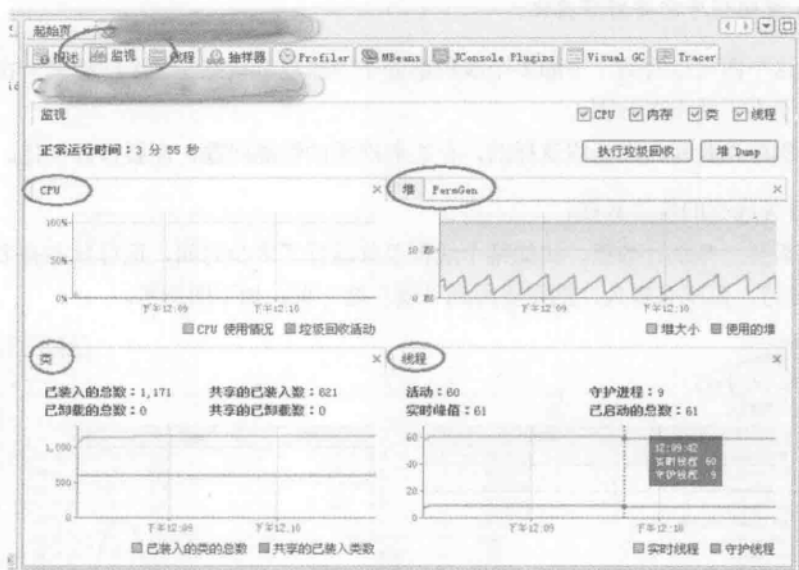 起始页
概述 监视 线程 抽样器 Profiler MBeans JConsole Plugins Visual GC Tracer
监视
CPU 内存 类 线程
正常运行时间：3 分 55 秒
执行垃圾回收 堆 Dump
CPU
100%
50%
0%
下午12:09 下午12:10
CPU 使用情况 垃圾回收活动
堆 PermGen
10 MB
0 MB
下午12:09 下午12:10
堆大小 使用的堆
类
已装入的总数：1,171 共享的已装入数：621
已卸载的总数：0 共享的已卸载数：0
1,000
500
0
下午12:09 下午12:10
已装入的类的总数 共享的已装入类数
线程
活动：60 守护进程：9
实时峰值：61 已启动的总数：61
60
40
20
0
12:09:42
实时线程 60
守护线程 9
下午12:09 下午12:10
实时线程 守护线程